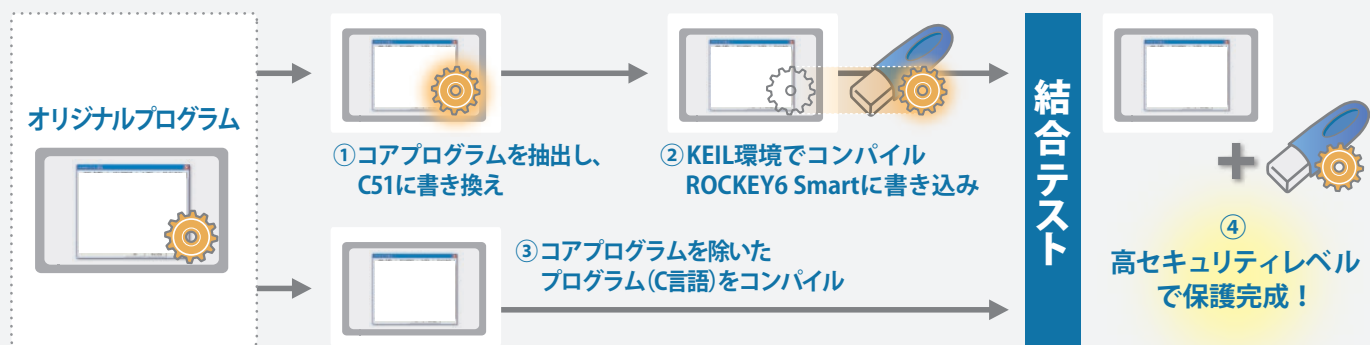 オリジナルプログラム
①コアプログラムを抽出し、
C51に書き換え
②KEIL環境でコンパイル
ROCKEY6 Smartに書き込み
③コアプログラムを除いた
プログラム（C言語）をコンパイル
結合テスト
④
高セキュリティレベル
で保護完成！